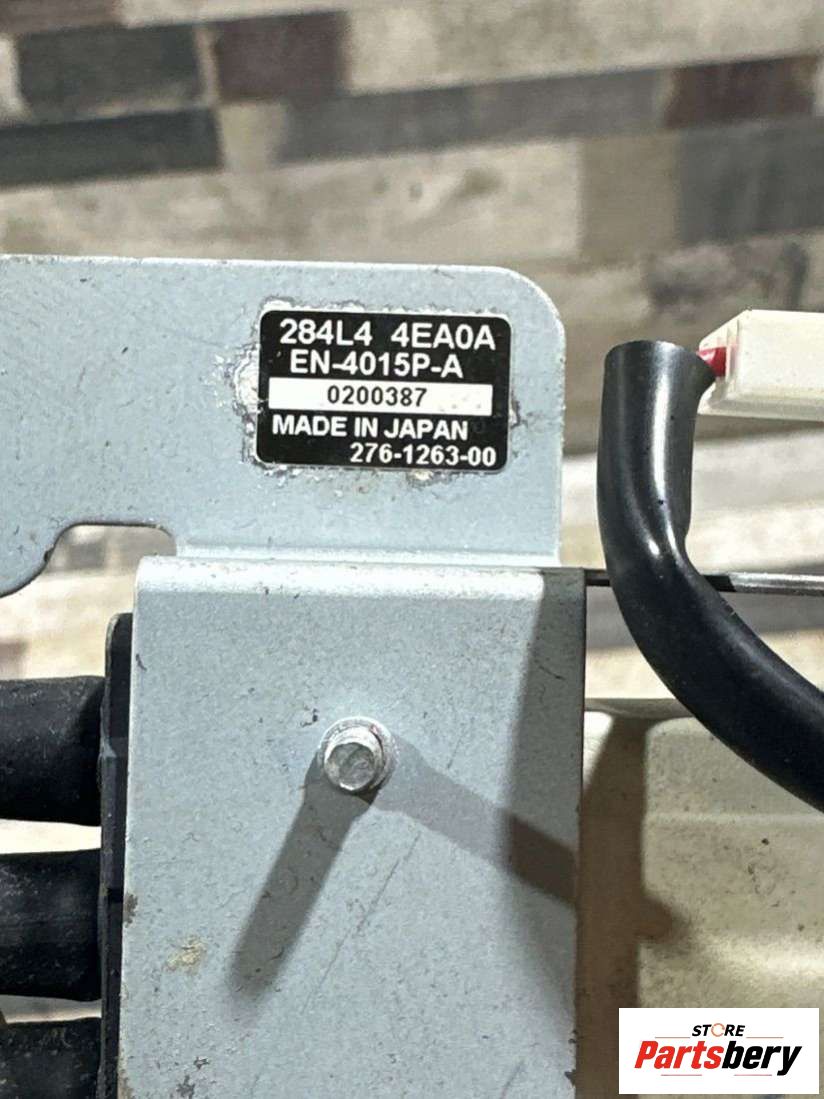 284L4 4EA0A
EN-4015P-A
0200387
MADE IN JAPAN
276-1263-00
STORE
Partsbery